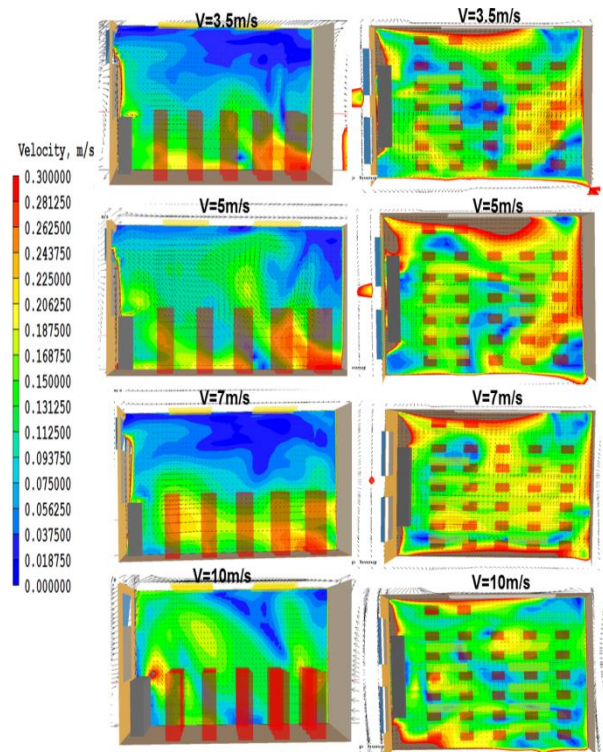 V=3.5m/s
V=3.5m/s
Velocity, m/s
0.300000
0.281250
0.262500
0.243750
0.225000
0.206250
0.187500
0.168750
0.150000
0.131250
0.112500
0.093750
0.075000
0.056250
0.037500
0.018750
0.000000
V=5m/s
V=5m/s
V=7m/s
V=7m/s
V=10m/s
V=10m/s